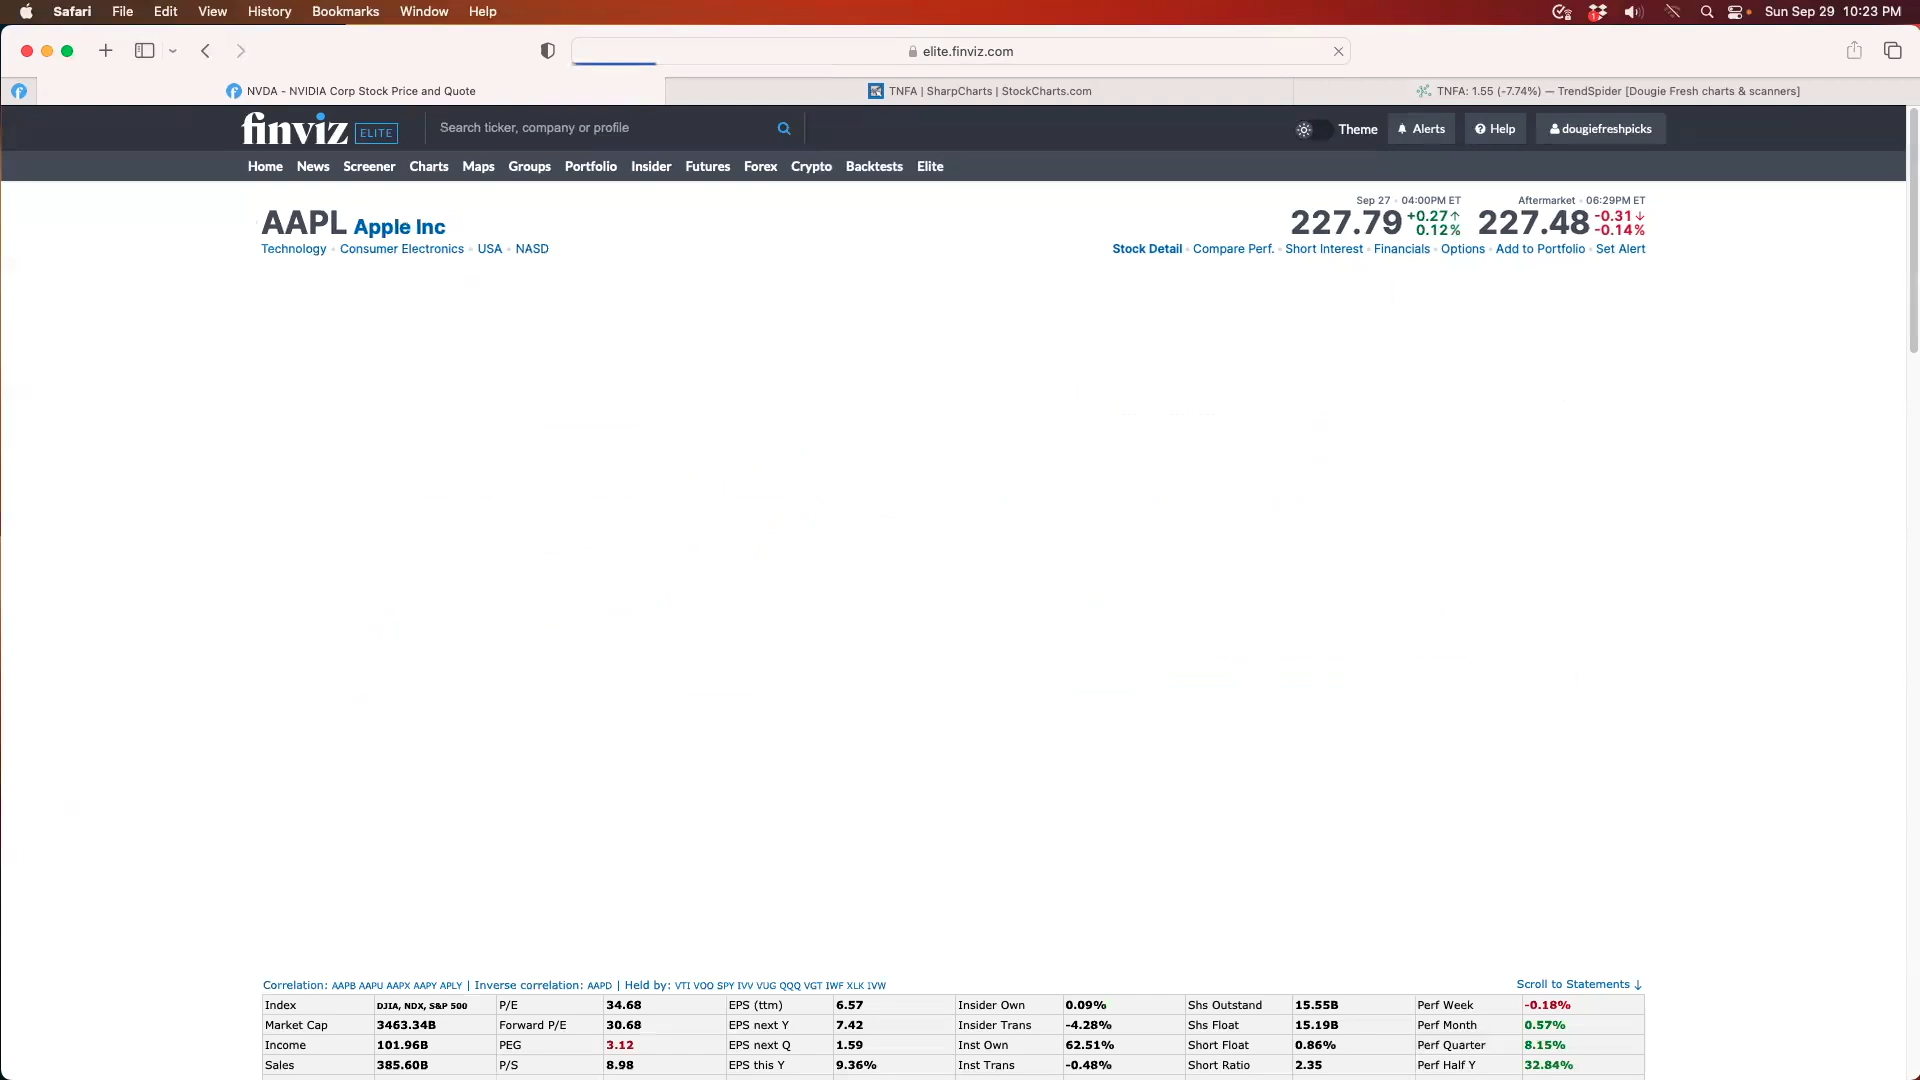 Safari File Edit View History Bookmarks Window Help Sun Sep 29 10:23 PM
elite.finviz.com
NVDA - NVIDIA Corp Stock Price and Quote
TNFA | SharpCharts | StockCharts.com
TNFA: 1.55 (-7.74%) — TrendSpider [Dougie Fresh charts & scanners]
finviz ELITE
Search ticker, company or profile
Theme Alerts Help dougiefreshpicks
Home News Screener Charts Maps Groups Portfolio Insider Futures Forex Crypto Backtests Elite
Sep 27 • 04:00PM ET Aftermarket • 06:29PM ET
AAPL Apple Inc
227.79 +0.27↑ 0.12% 227.48 -0.31↓ -0.14%
Technology • Consumer Electronics • USA • NASD
Stock Detail • Compare Perf. • Short Interest • Financials • Options • Add to Portfolio • Set Alert
Correlation: AAPB AAPU AAPX AAPY APLY | Inverse correlation: AAPD | Held by: VTI VOO SPY IVV VUG QQQ VGT IWF XLK IVW
Scroll to Statements ↓
Index DJIA, NDX, S&P 500 P/E 34.68 EPS (ttm) 6.57 Insider Own 0.09% Shs Outstand 15.55B Perf Week -0.18%
Market Cap 3463.34B Forward P/E 30.68 EPS next Y 7.42 Insider Trans -4.28% Shs Float 15.19B Perf Month 0.57%
Income 101.96B PEG 3.12 EPS next Q 1.59 Inst Own 62.51% Short Float 0.86% Perf Quarter 8.15%
Sales 385.60B P/S 8.98 EPS this Y 9.36% Inst Trans -0.48% Short Ratio 2.35 Perf Half Y 32.84%